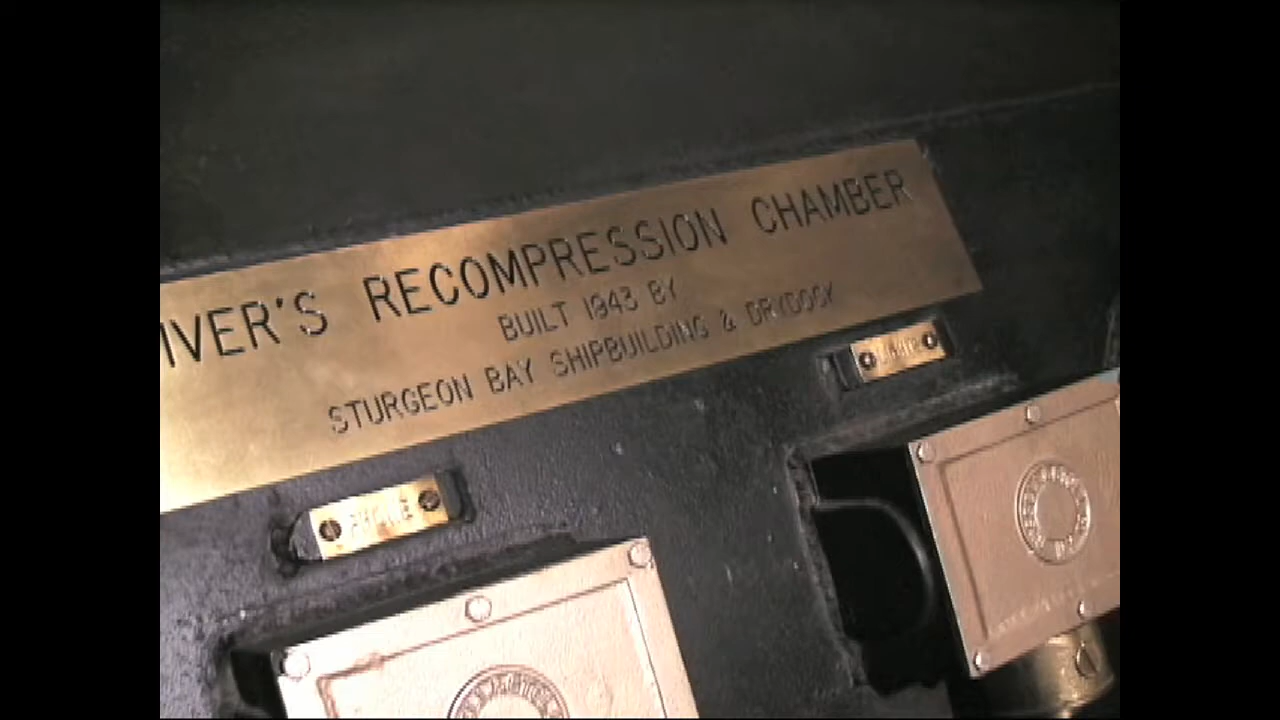 IVER'S RECOMPRESSION CHAMBER
BUILT 1943 BY
STURGEON BAY SHIPBUILDING & DRYDOCK
PHONE